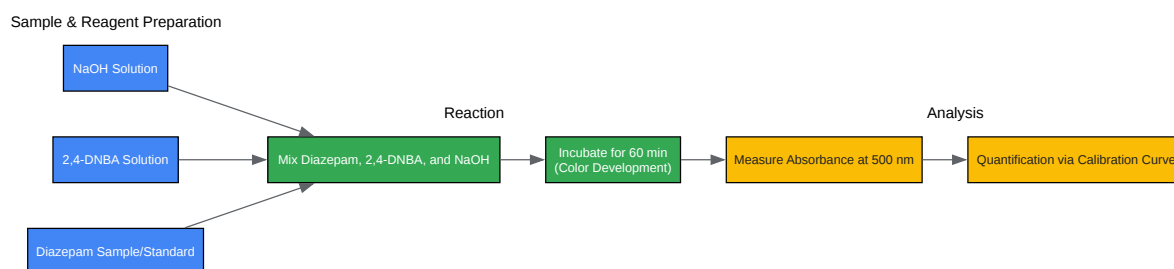 Sample & Reagent Preparation
NaOH Solution
2,4-DNBA Solution
Diazepam Sample/Standard
Reaction
Mix Diazepam, 2,4-DNBA, and NaOH
Incubate for 60 min
(Color Development)
Analysis
Measure Absorbance at 500 nm
Quantification via Calibration Curve